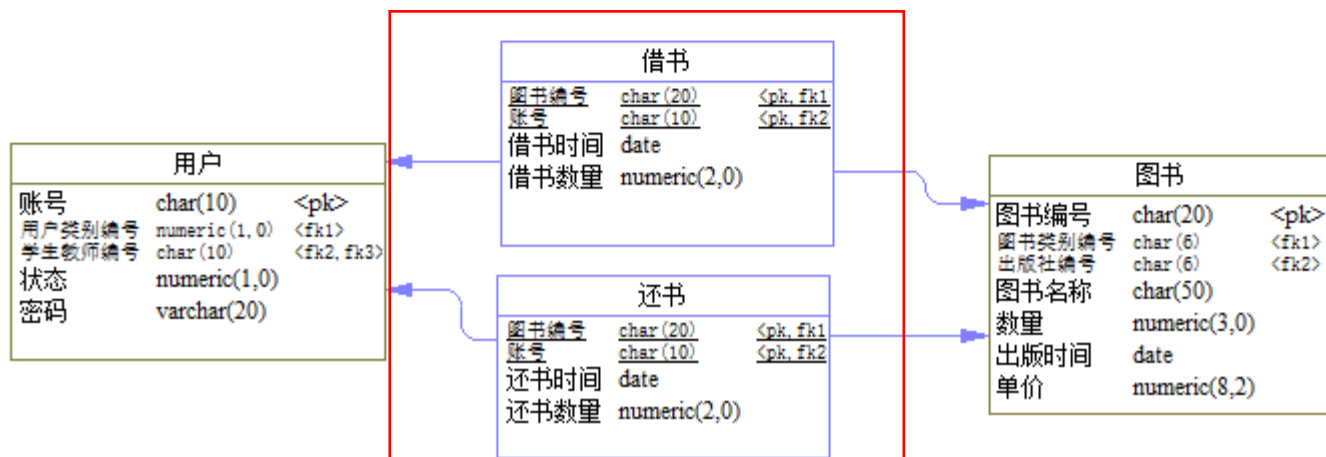 借书
图书编号 char(20) <pk,fk1
账号 char(10) <pk,fk2
借书时间 date
借书数量 numeric(2,0)
用户
账号 char(10) <pk>
用户类别编号 numeric(1,0) <fk1>
学生教师编号 char(10) <fk2,fk3>
状态 numeric(1,0)
密码 varchar(20)
还书
图书编号 char(20) <pk,fk1
账号 char(10) <pk,fk2
还书时间 date
还书数量 numeric(2,0)
图书
图书编号 char(20) <pk>
图书类别编号 char(6) <fk1>
出版社编号 char(6) <fk2>
图书名称 char(50)
数量 numeric(3,0)
出版时间 date
单价 numeric(8,2)